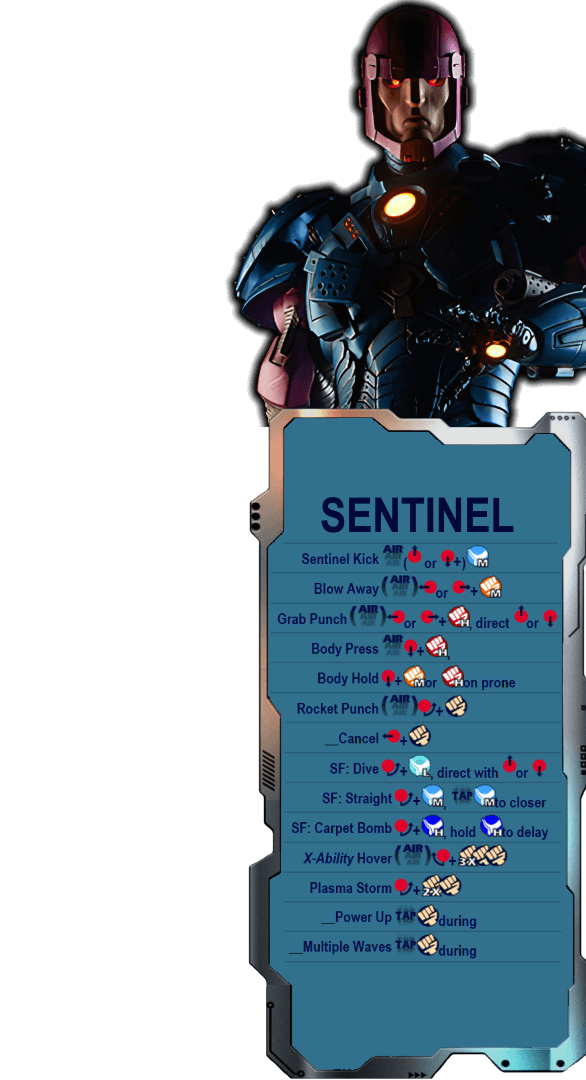 SENTINEL
Sentinel Kick AIR ( or +) M
Blow Away (AIR) or + M
Grab Punch (AIR) or + H, direct or
Body Press AIR + H,
Body Hold + M or H on prone
Rocket Punch (AIR) +
__Cancel +
SF: Dive + L, direct with or
SF: Straight + M, TAP M to closer
SF: Carpet Bomb + H, hold H to delay
X-Ability Hover (AIR) + 3X
Plasma Storm + 2X
__Power Up TAP during
__Multiple Waves TAP during